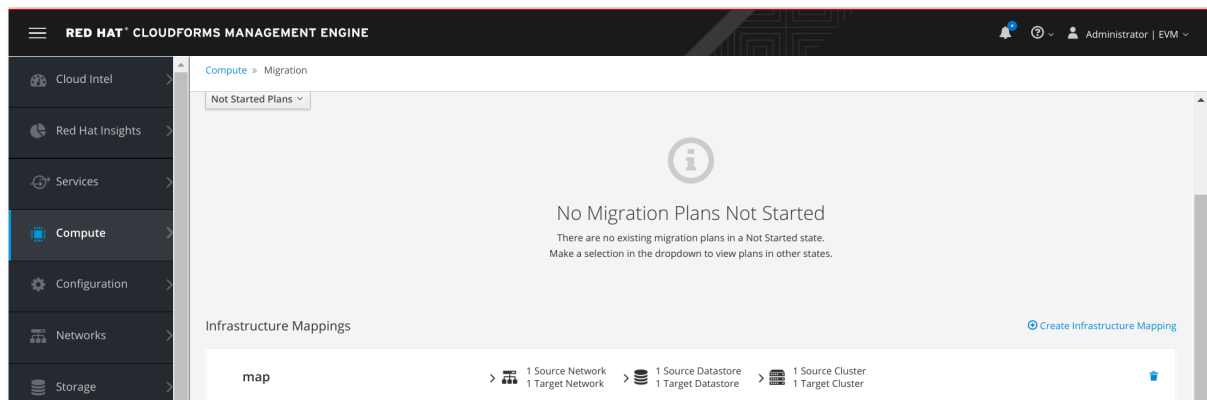 RED HAT® CLOUDFORMS MANAGEMENT ENGINE
Administrator | EVM
Cloud Intel
Red Hat Insights
Services
Compute
Configuration
Networks
Storage
Compute » Migration
Not Started Plans
No Migration Plans Not Started
There are no existing migration plans in a Not Started state.
Make a selection in the dropdown to view plans in other states.
Infrastructure Mappings
Create Infrastructure Mapping
map
1 Source Network
1 Target Network
1 Source Datastore
1 Target Datastore
1 Source Cluster
1 Target Cluster